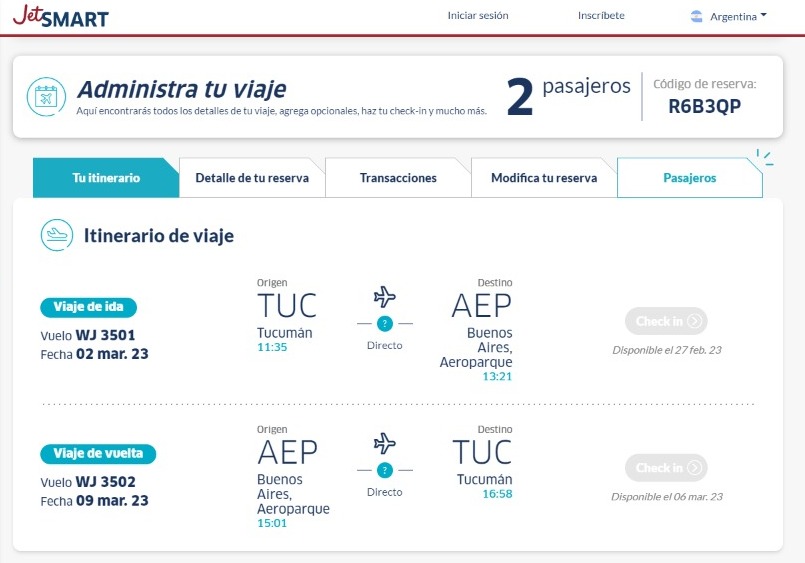 JetSMART
Iniciar sesión
Inscríbete
Argentina
Administra tu viaje
Aquí encontrarás todos los detalles de tu viaje, agrega opcionales, haz tu check-in y mucho más.
2 pasajeros
Código de reserva:
R6B3QP
Tu itinerario
Detalle de tu reserva
Transacciones
Modifica tu reserva
Pasajeros
Itinerario de viaje
Viaje de ida
Vuelo WJ 3501
Fecha 02 mar. 23
Origen
TUC
Tucumán
11:35
?
Directo
Destino
AEP
Buenos
Aires,
Aeroparque
13:21
Check in
Disponible el 27 feb. 23
Viaje de vuelta
Vuelo WJ 3502
Fecha 09 mar. 23
Origen
AEP
Buenos
Aires,
Aeroparque
15:01
?
Directo
Destino
TUC
Tucumán
16:58
Check in
Disponible el 06 mar. 23